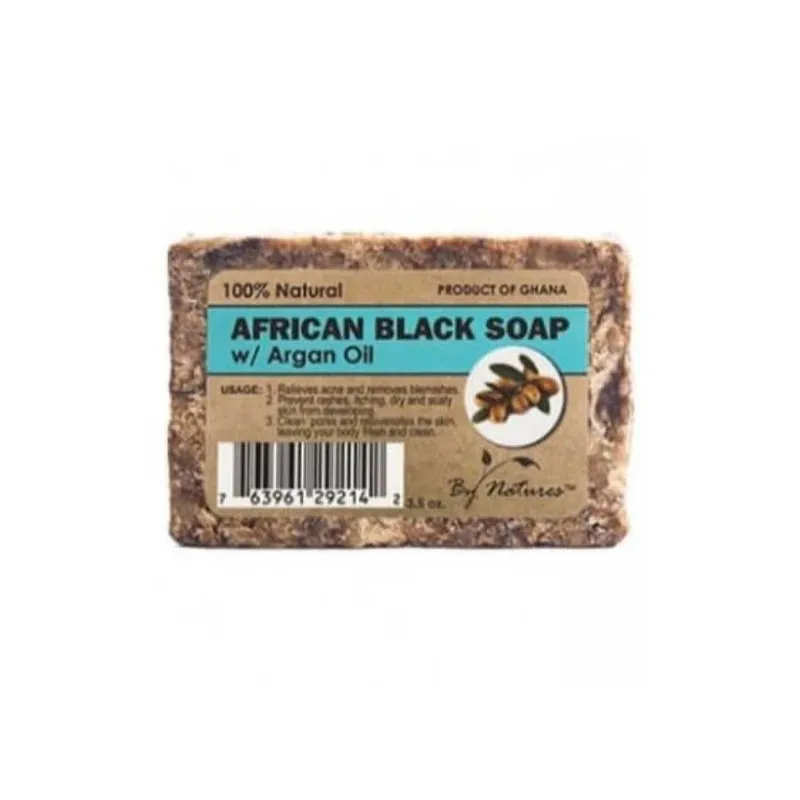 100% Natural
PRODUCT OF GHANA
AFRICAN BLACK SOAP
w/ Argan Oil
USAGE: 1. Relieves acne and removes blemishes.
2. Prevent rashes, itching, dry and scaly
skin from developing.
3. Clean pores and rejuvenates the skin,
leaving your body fresh and clean.
7 63961 29214 2
3.5 oz.
By Natures™